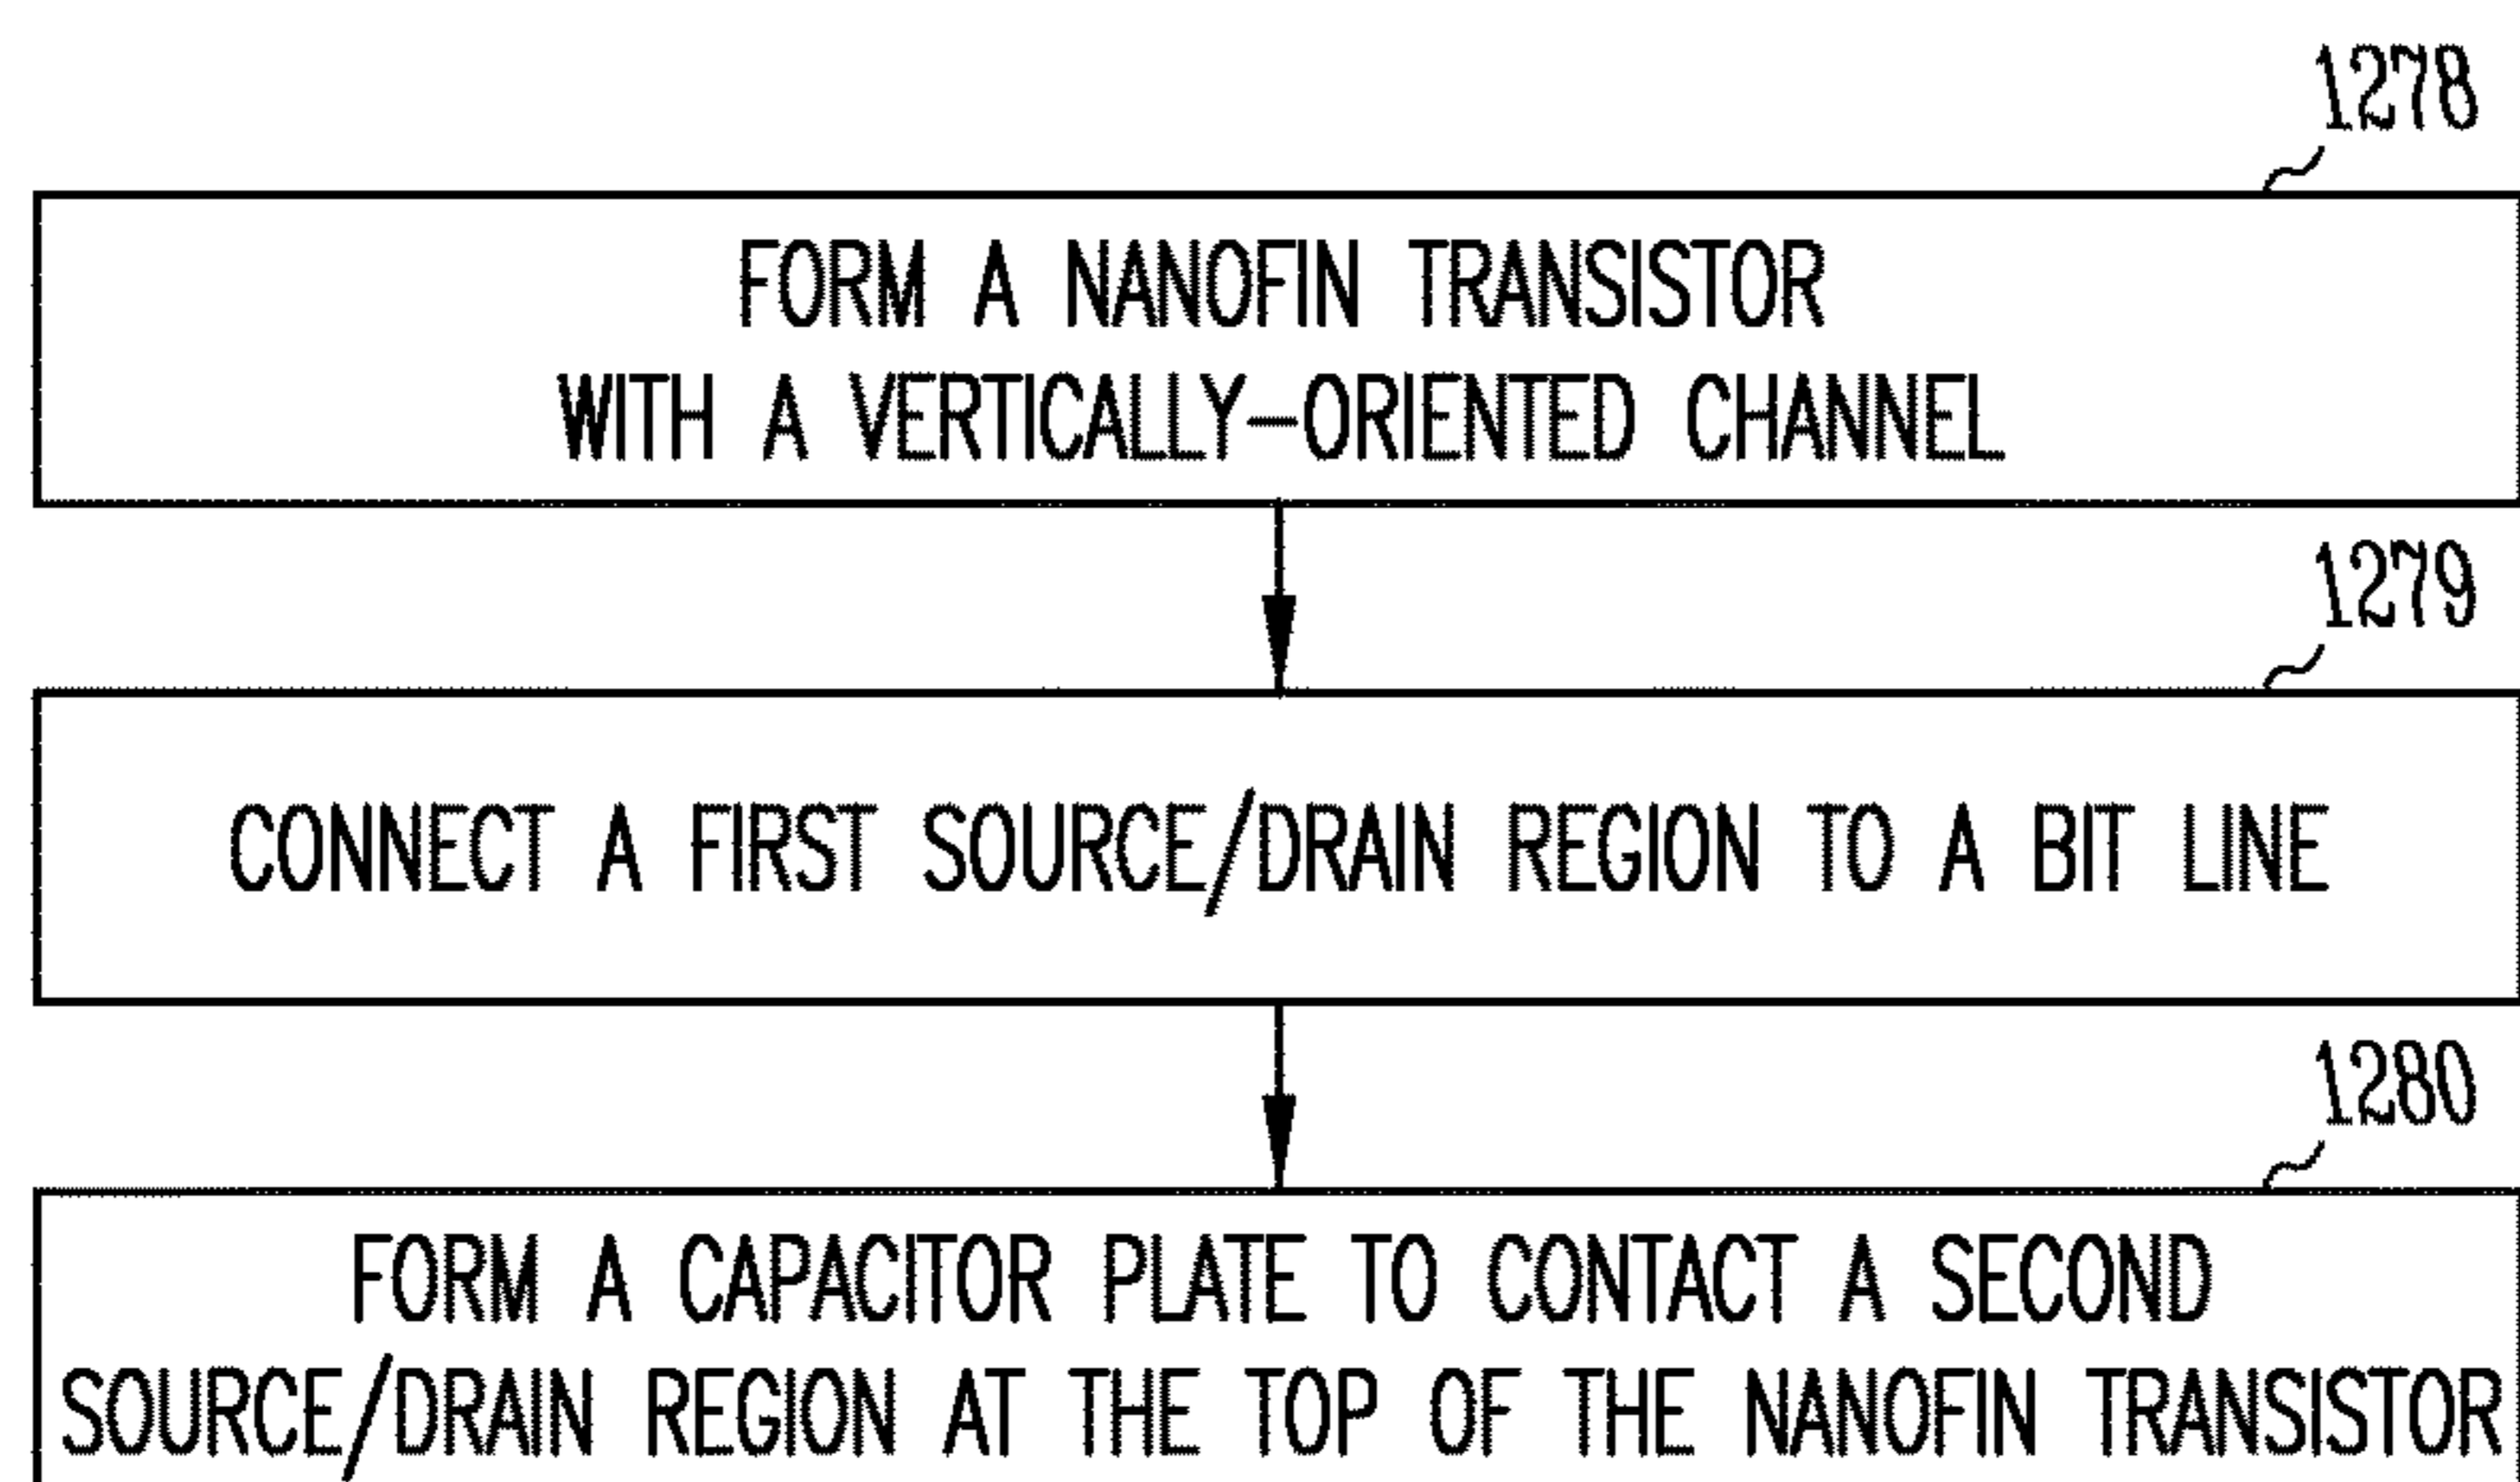 1278
FORM A NANOFIN TRANSISTOR
WITH A VERTICALLY-ORIENTED CHANNEL
1279
CONNECT A FIRST SOURCE/DRAIN REGION TO A BIT LINE
1280
FORM A CAPACITOR PLATE TO CONTACT A SECOND
SOURCE/DRAIN REGION AT THE TOP OF THE NANOFIN TRANSISTOR